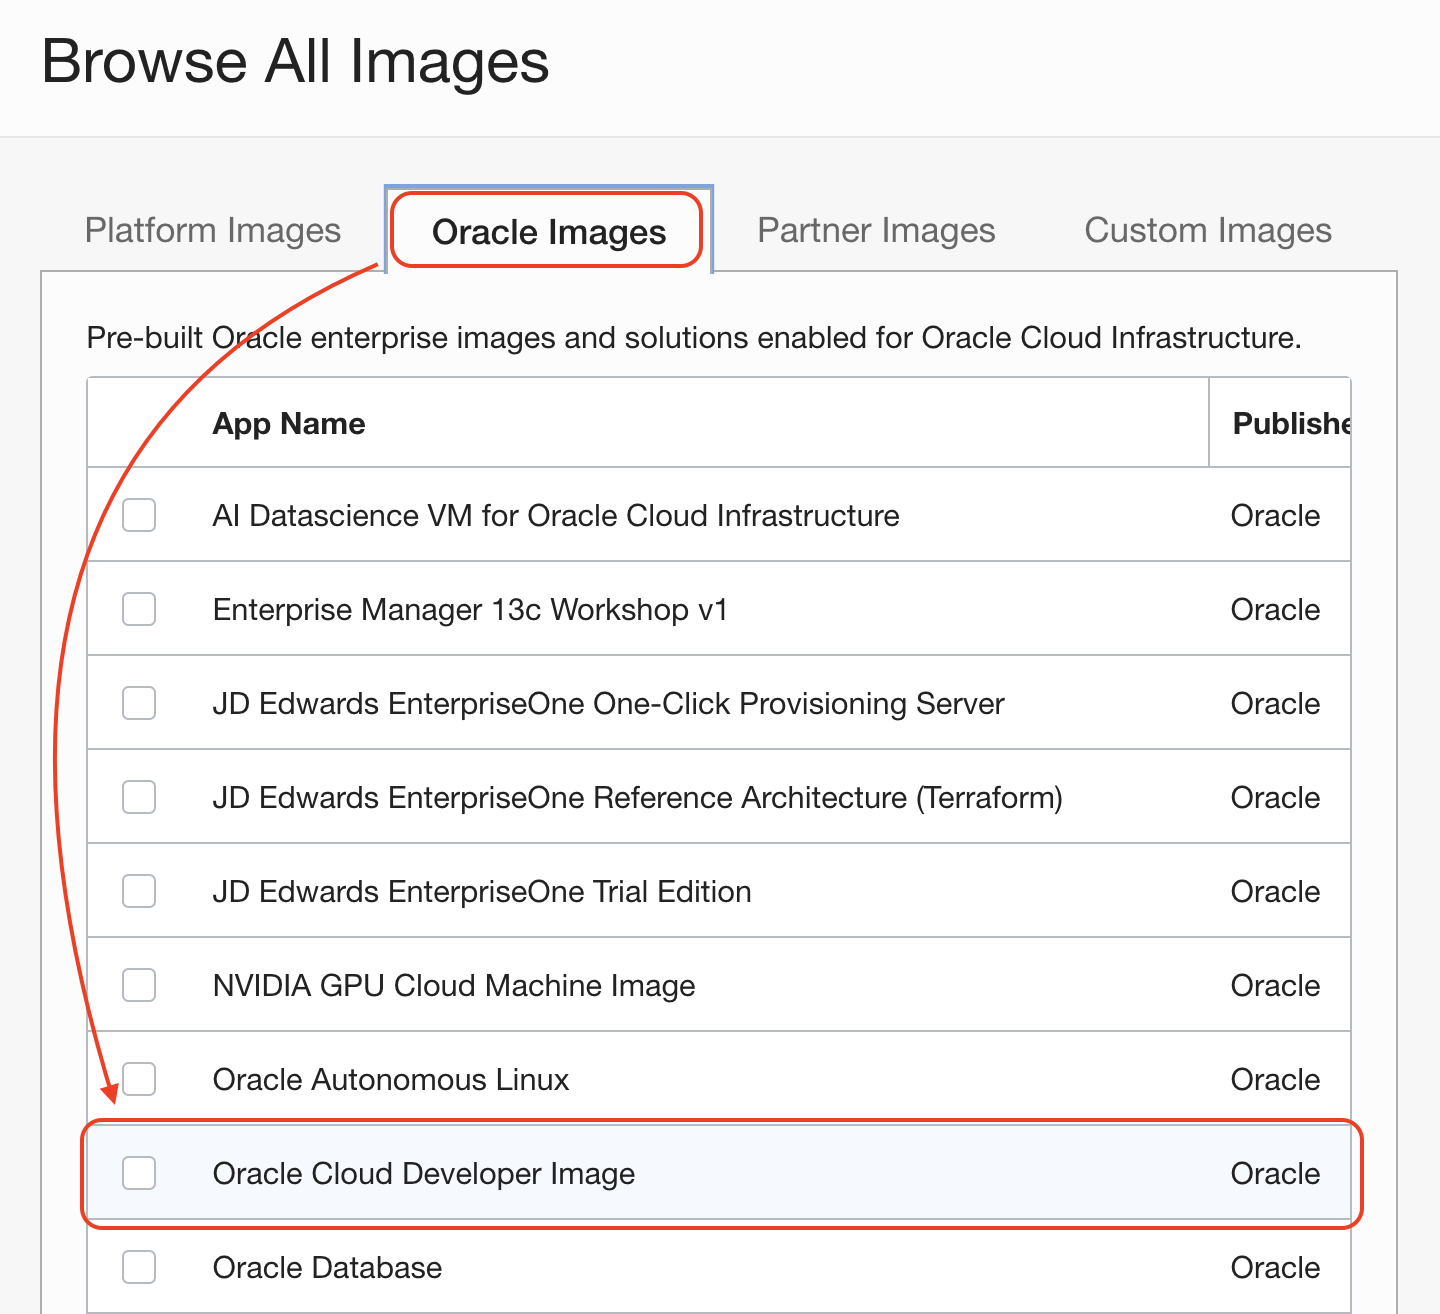 Browse All Images
Platform Images Oracle Images Partner Images Custom Images
Pre-built Oracle enterprise images and solutions enabled for Oracle Cloud Infrastructure.
App Name Publishe
AI Datascience VM for Oracle Cloud Infrastructure Oracle
Enterprise Manager 13c Workshop v1 Oracle
JD Edwards EnterpriseOne One-Click Provisioning Server Oracle
JD Edwards EnterpriseOne Reference Architecture (Terraform) Oracle
JD Edwards EnterpriseOne Trial Edition Oracle
NVIDIA GPU Cloud Machine Image Oracle
Oracle Autonomous Linux Oracle
Oracle Cloud Developer Image Oracle
Oracle Database Oracle